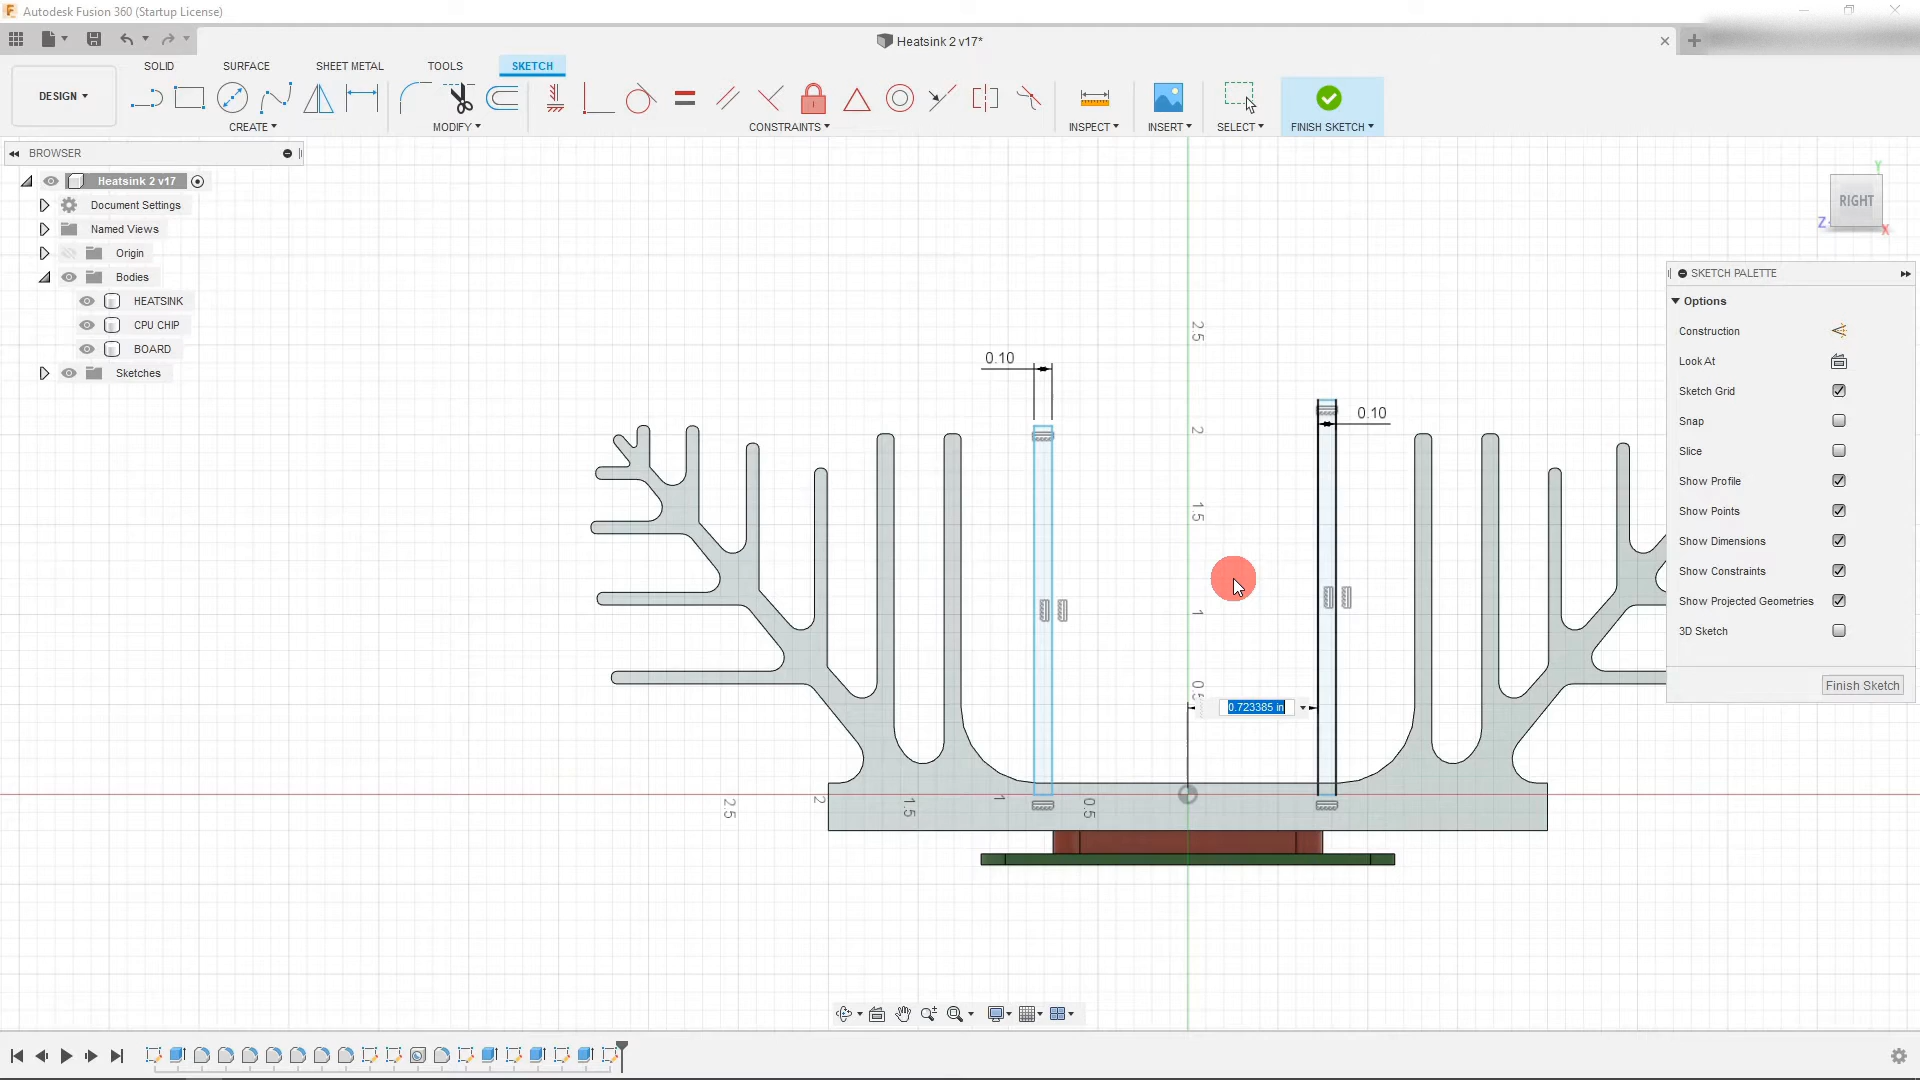 Autodesk Fusion 360 (Startup License)
Heatsink 2 v17*
SOLID SURFACE SHEET METAL TOOLS SKETCH
DESIGN
CREATE MODIFY CONSTRAINTS INSPECT INSERT SELECT FINISH SKETCH
BROWSER
Heatsink 2 v17
Document Settings
Named Views
Origin
Bodies
HEATSINK
CPU CHIP
BOARD
Sketches
RIGHT
Y
Z
X
SKETCH PALETTE
Options
Construction
Look At
Sketch Grid
Snap
Slice
Show Profile
Show Points
Show Dimensions
Show Constraints
Show Projected Geometries
3D Sketch
Finish Sketch
0.10
0.10
2.5
2
1.5
1
0.5
0.723385 in
2.5
2
1.5
1
0.5